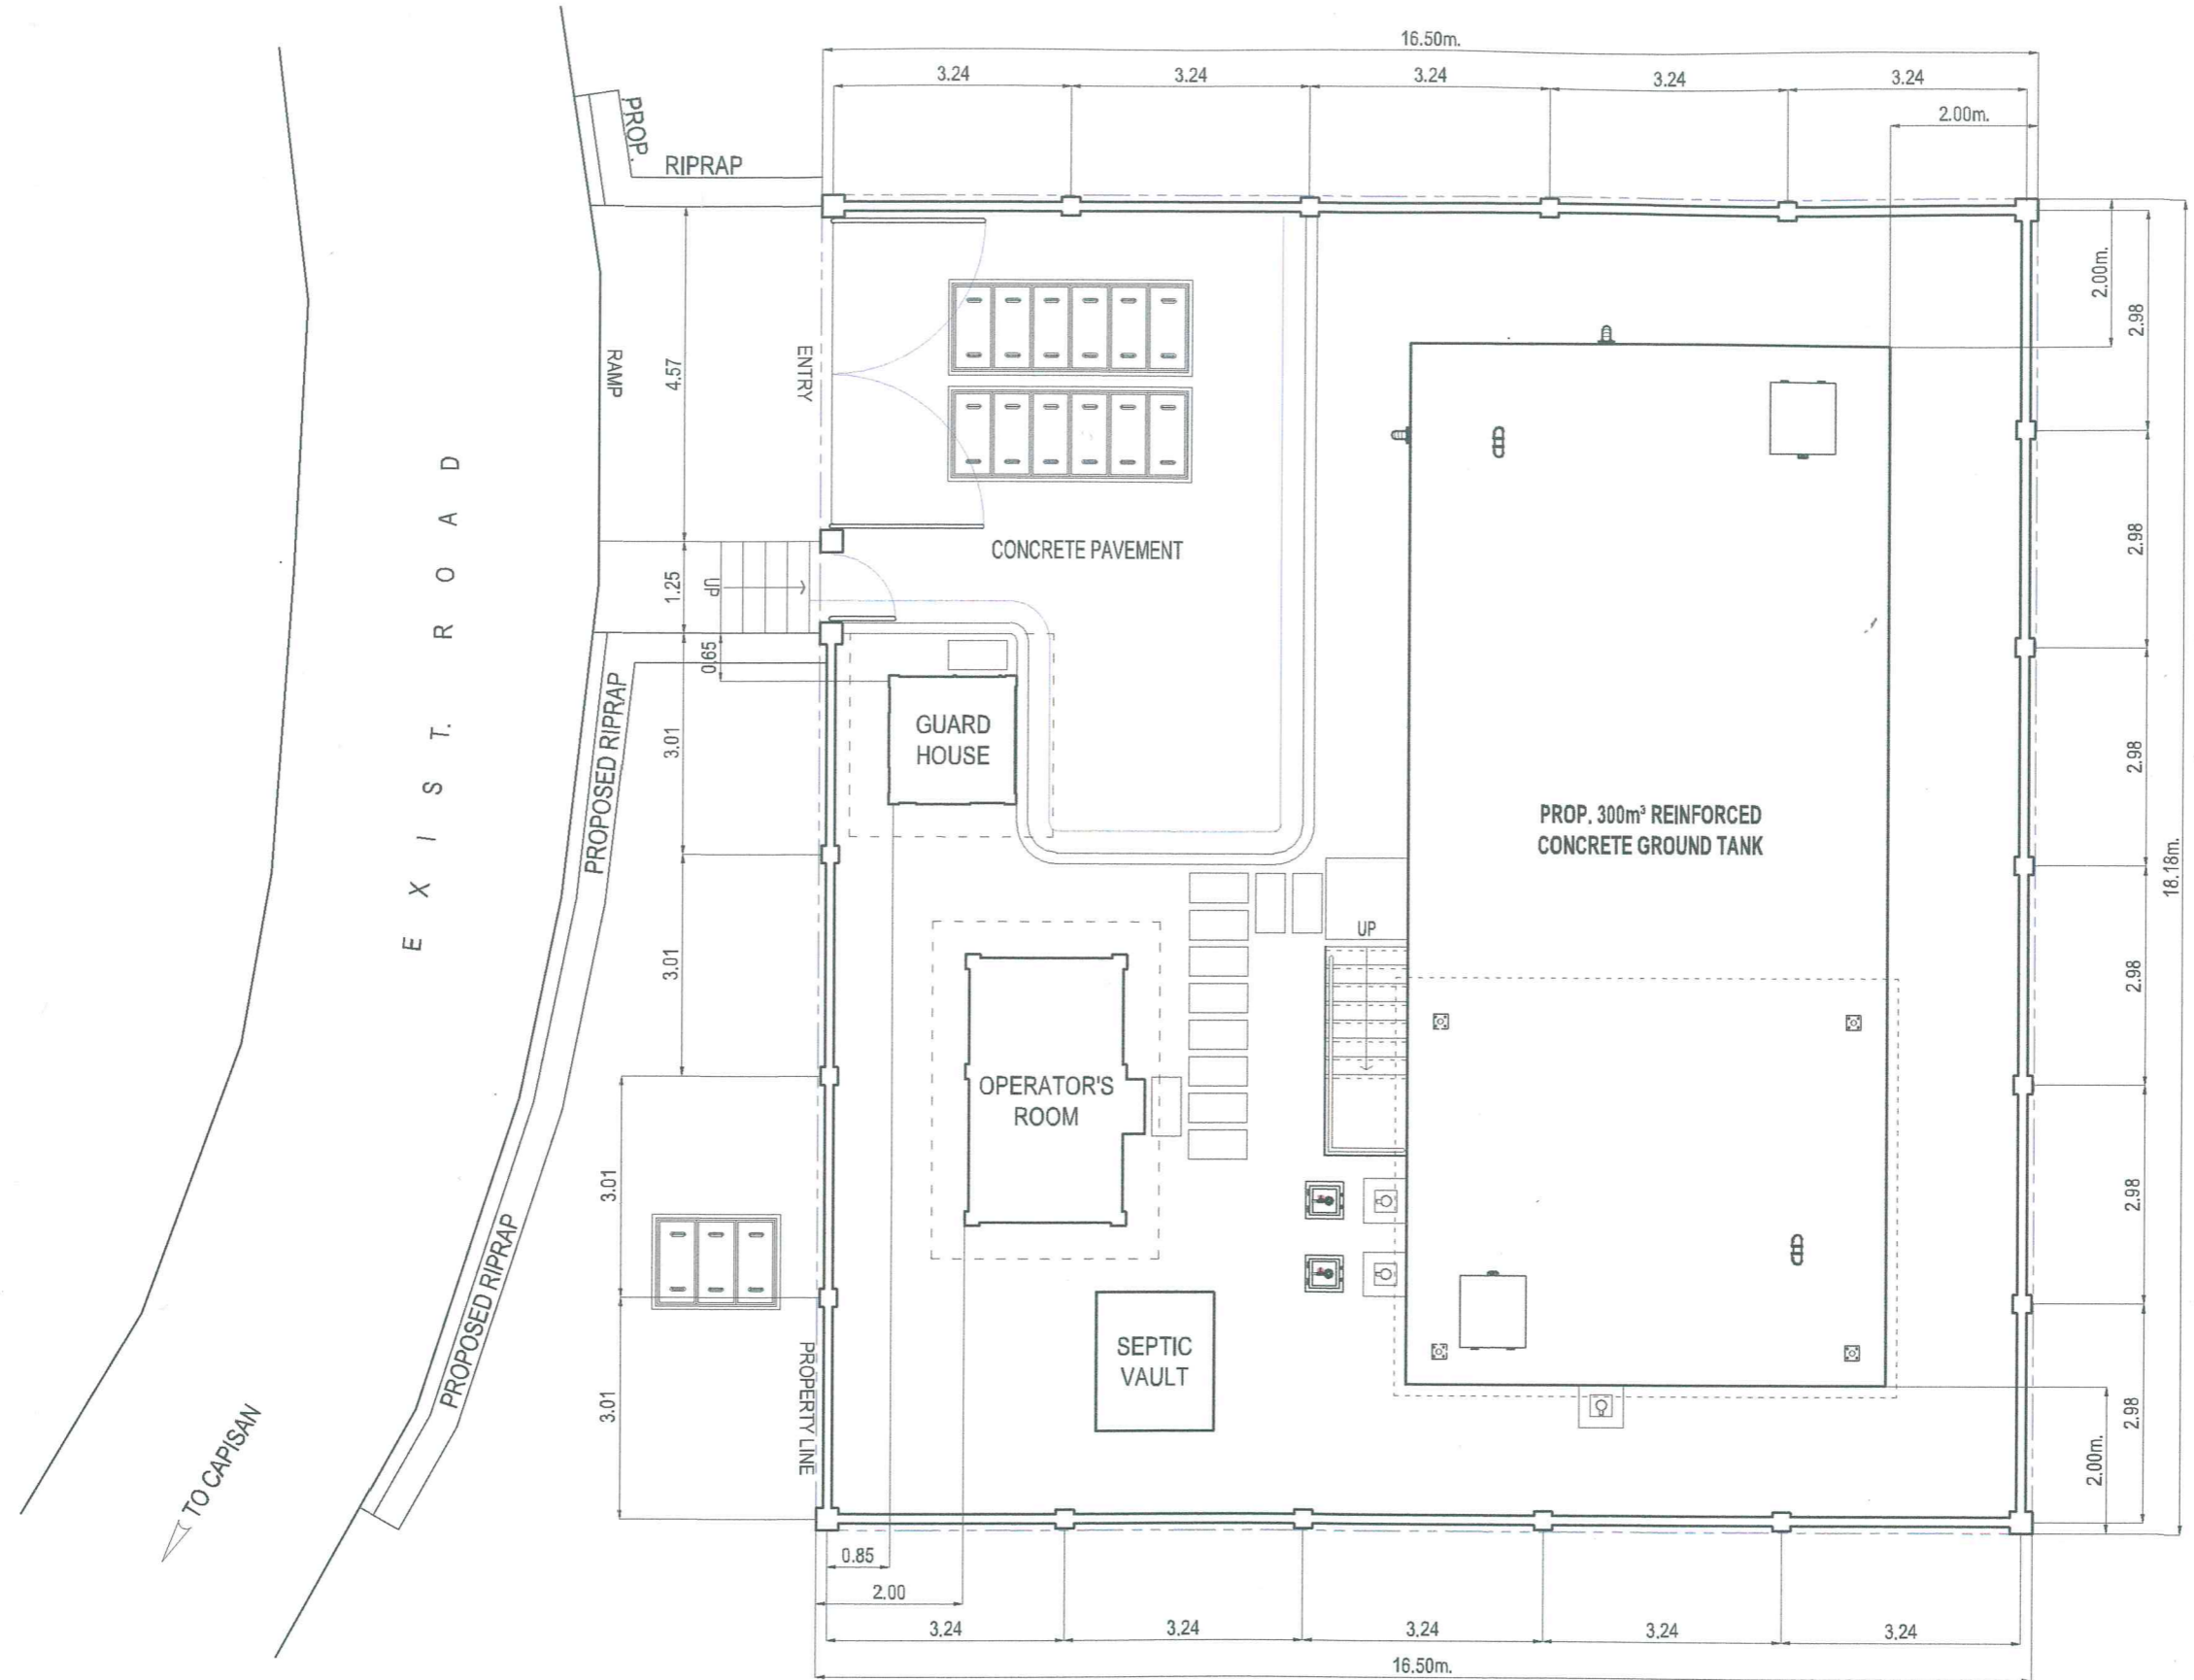 16.50m.
3.24
3.24
3.24
3.24
3.24
2.00m.
PROP.
RIPRAP
2.00m.
2.98
RAMP
4.57
ENTRY
EXIST. ROAD
2.98
CONCRETE PAVEMENT
UP
1.25
0.65
PROPOSED RIPRAP
3.01
GUARD
HOUSE
2.98
PROP. 300m³ REINFORCED
CONCRETE GROUND TANK
18.18m.
UP
3.01
2.98
OPERATOR'S
ROOM
3.01
2.98
PROPOSED RIPRAP
SEPTIC
VAULT
PROPERTY LINE
3.01
2.98
2.00m.
TO CAPISAN
0.85
2.00
3.24
3.24
3.24
3.24
3.24
16.50m.